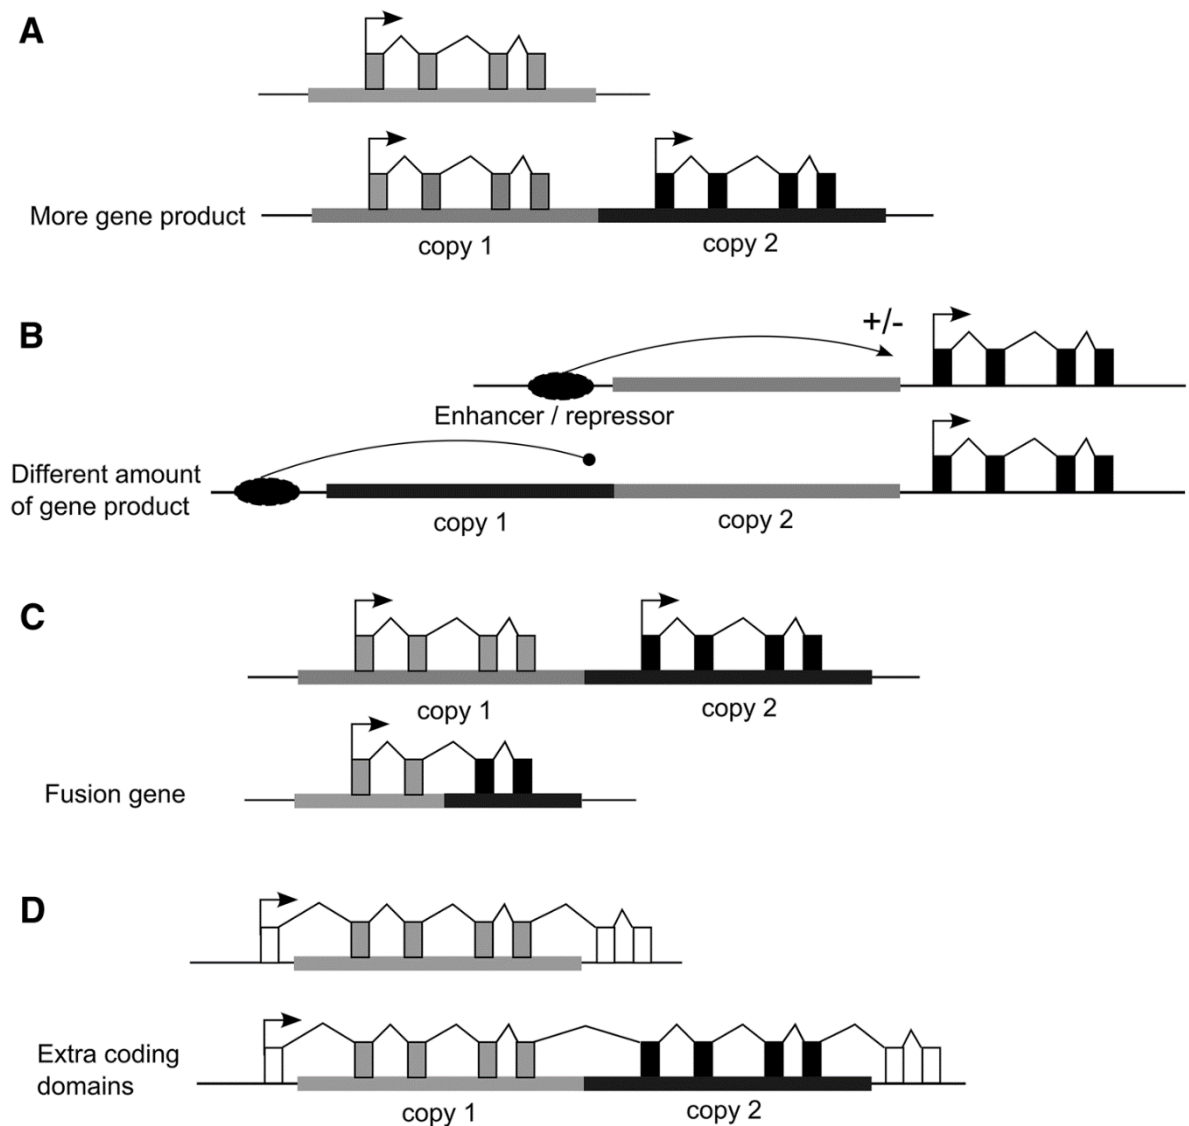 A
More gene product
copy 1
copy 2
B
+/-
Enhancer / repressor
Different amount
of gene product
copy 1
copy 2
C
copy 1
copy 2
Fusion gene
D
Extra coding
domains
copy 1
copy 2